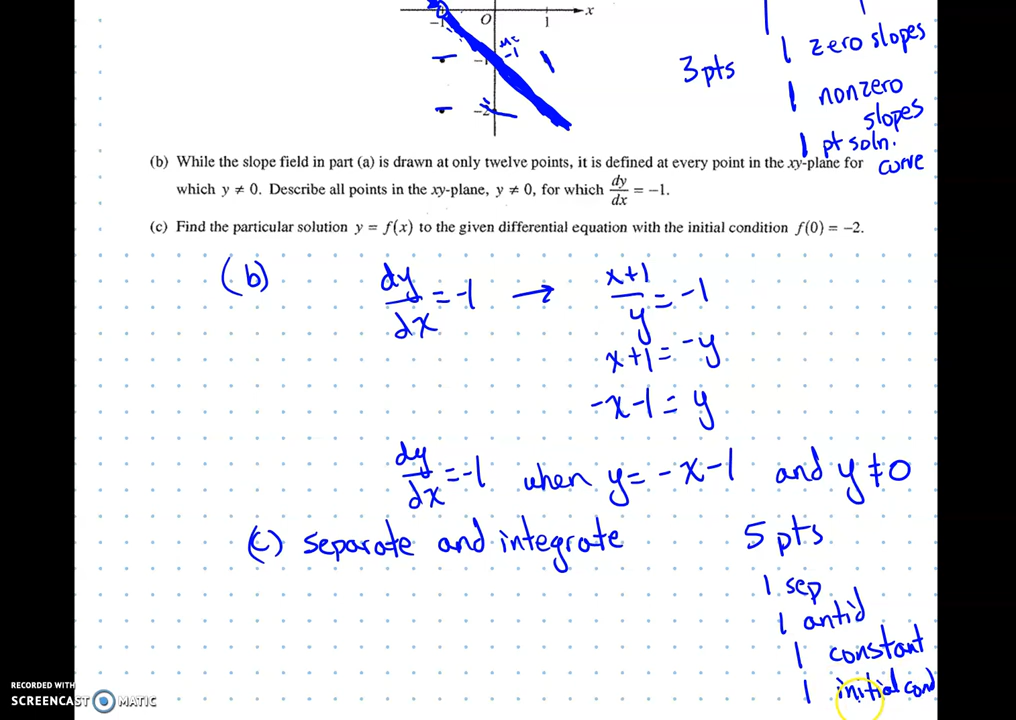 -1 O 1 x
m=
-1
-1
-2
3pts
1 zero slopes
1 nonzero
slopes
1 pt soln.
curve
(b) While the slope field in part (a) is drawn at only twelve points, it is defined at every point in the xy-plane for
which y ≠ 0. Describe all points in the xy-plane, y ≠ 0, for which dy/dx = −1.
(c) Find the particular solution y = f(x) to the given differential equation with the initial condition f(0) = −2.
(b) dy/dx = -1 → x+1/y = -1
x+1 = -y
-x-1 = y
dy/dx = -1 when y = -x-1 and y ≠ 0
(c) separate and integrate 5 pts
1 sep
1 antid
1 constant
1 initial cond
RECORDED WITH
SCREENCAST MATIC